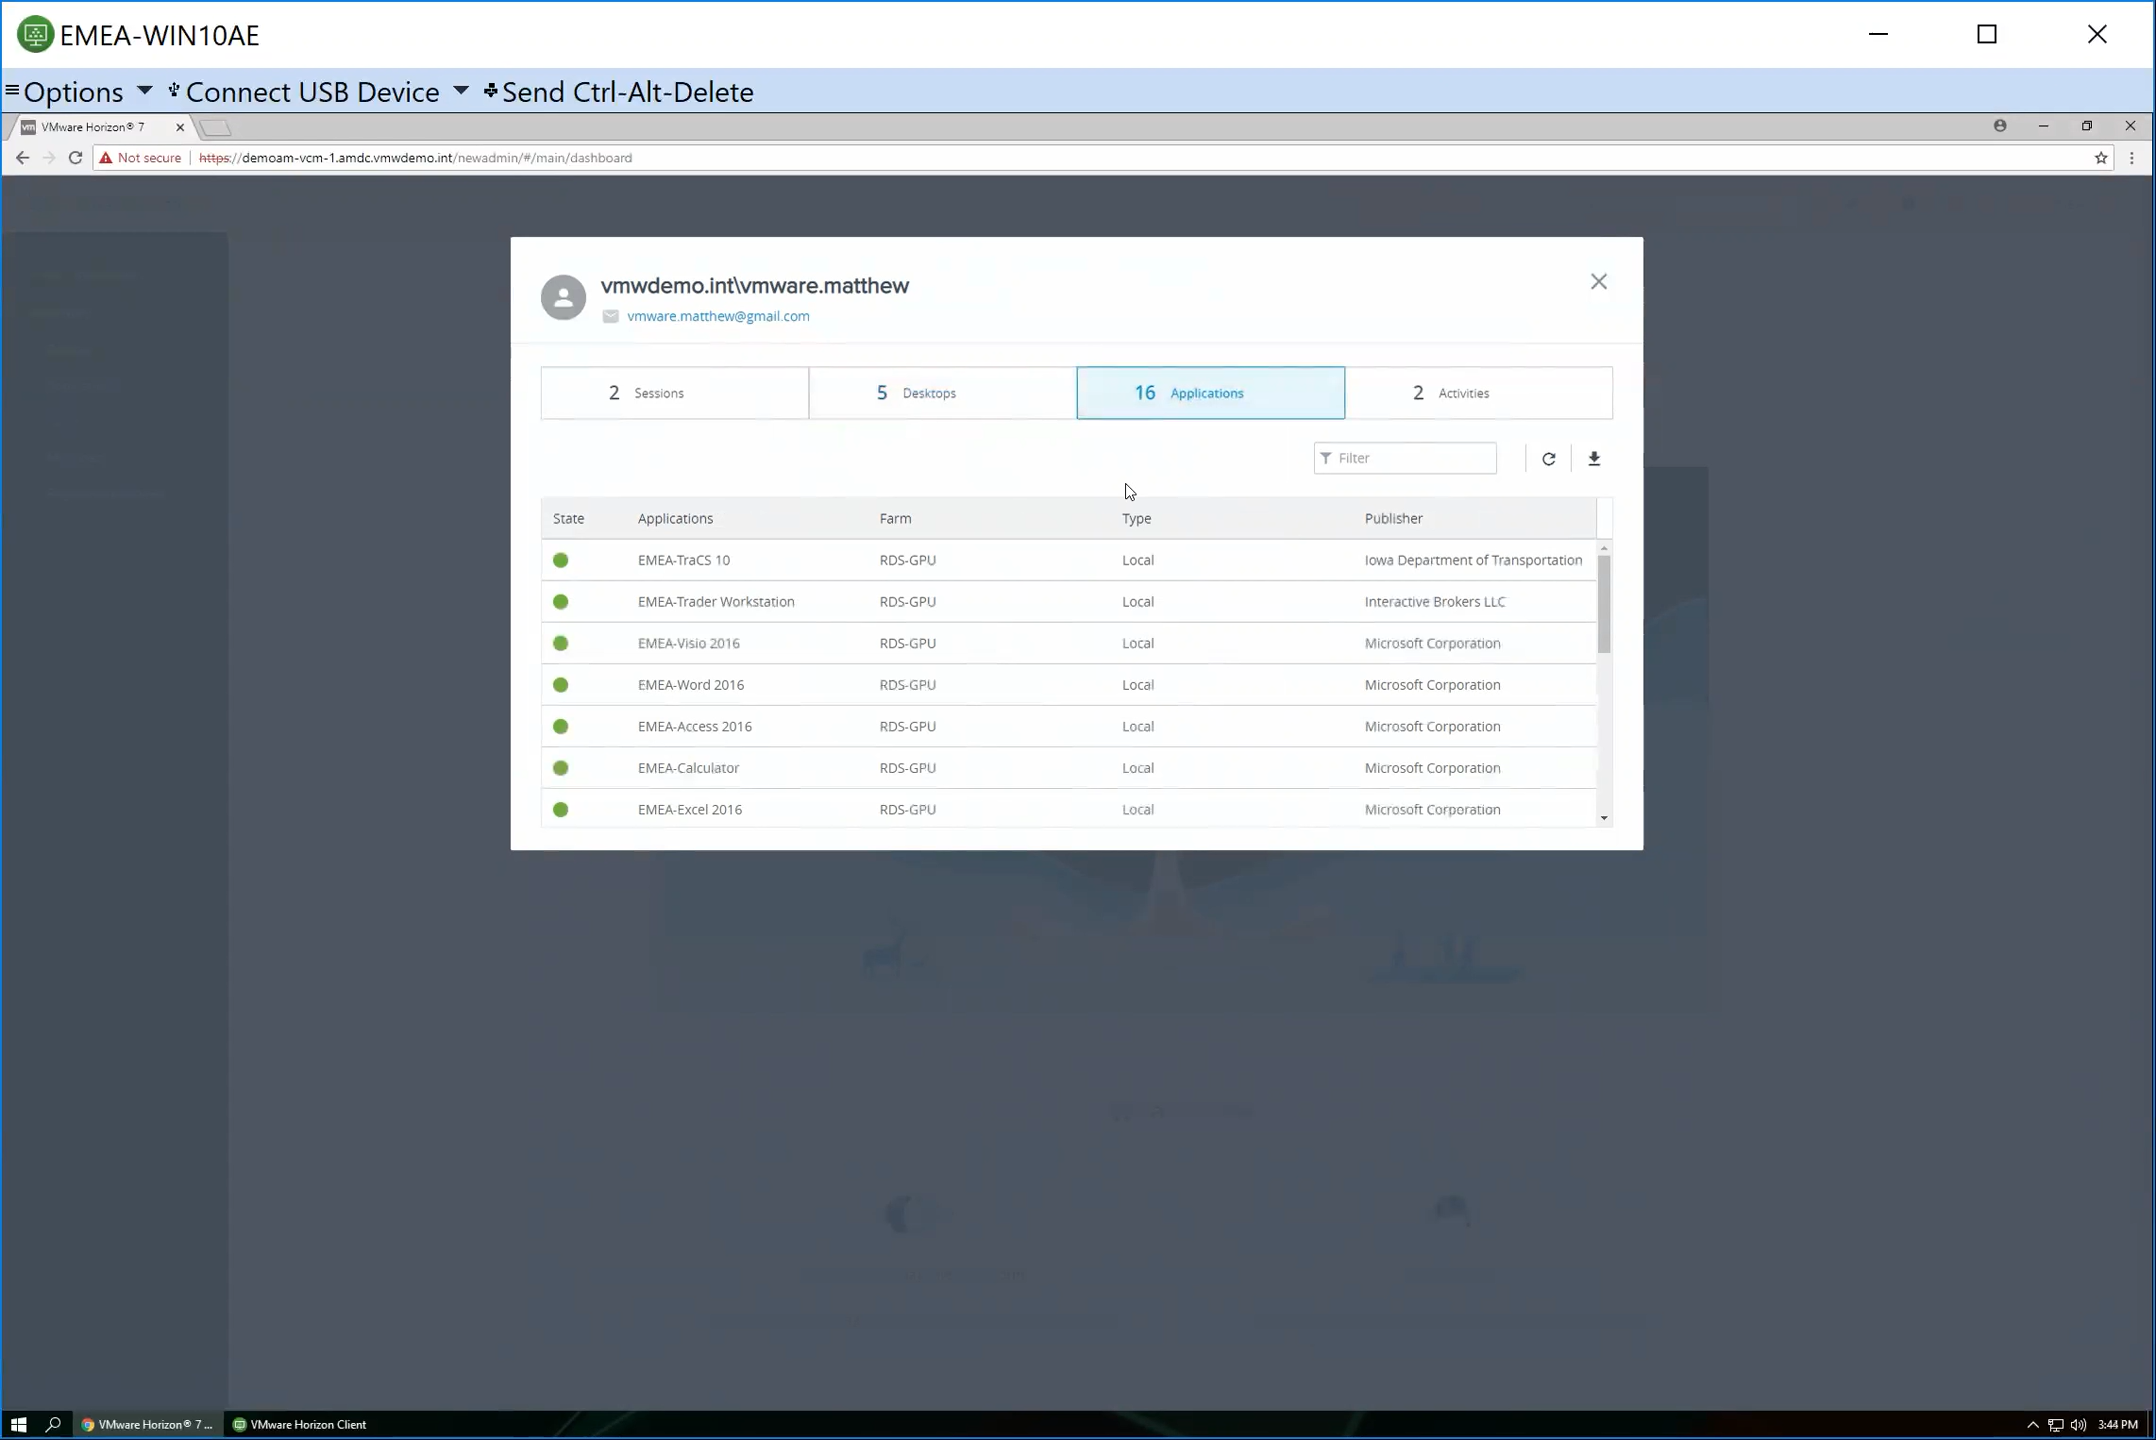 EMEA-WIN10AE
Options Connect USB Device Send Ctrl-Alt-Delete
vm VMware Horizon® 7
Not secure https://demoam-vcm-1.amdc.vmwdemo.int/newadmin/#/main/dashboard
vmwdemo.int\vmware.matthew
vmware.matthew@gmail.com
2 Sessions 5 Desktops 16 Applications 2 Activities
Filter
State Applications Farm Type Publisher
EMEA-TraCS 10 RDS-GPU Local Iowa Department of Transportation
EMEA-Trader Workstation RDS-GPU Local Interactive Brokers LLC
EMEA-Visio 2016 RDS-GPU Local Microsoft Corporation
EMEA-Word 2016 RDS-GPU Local Microsoft Corporation
EMEA-Access 2016 RDS-GPU Local Microsoft Corporation
EMEA-Calculator RDS-GPU Local Microsoft Corporation
EMEA-Excel 2016 RDS-GPU Local Microsoft Corporation
VMware Horizon® 7 ... VMware Horizon Client 3:44 PM